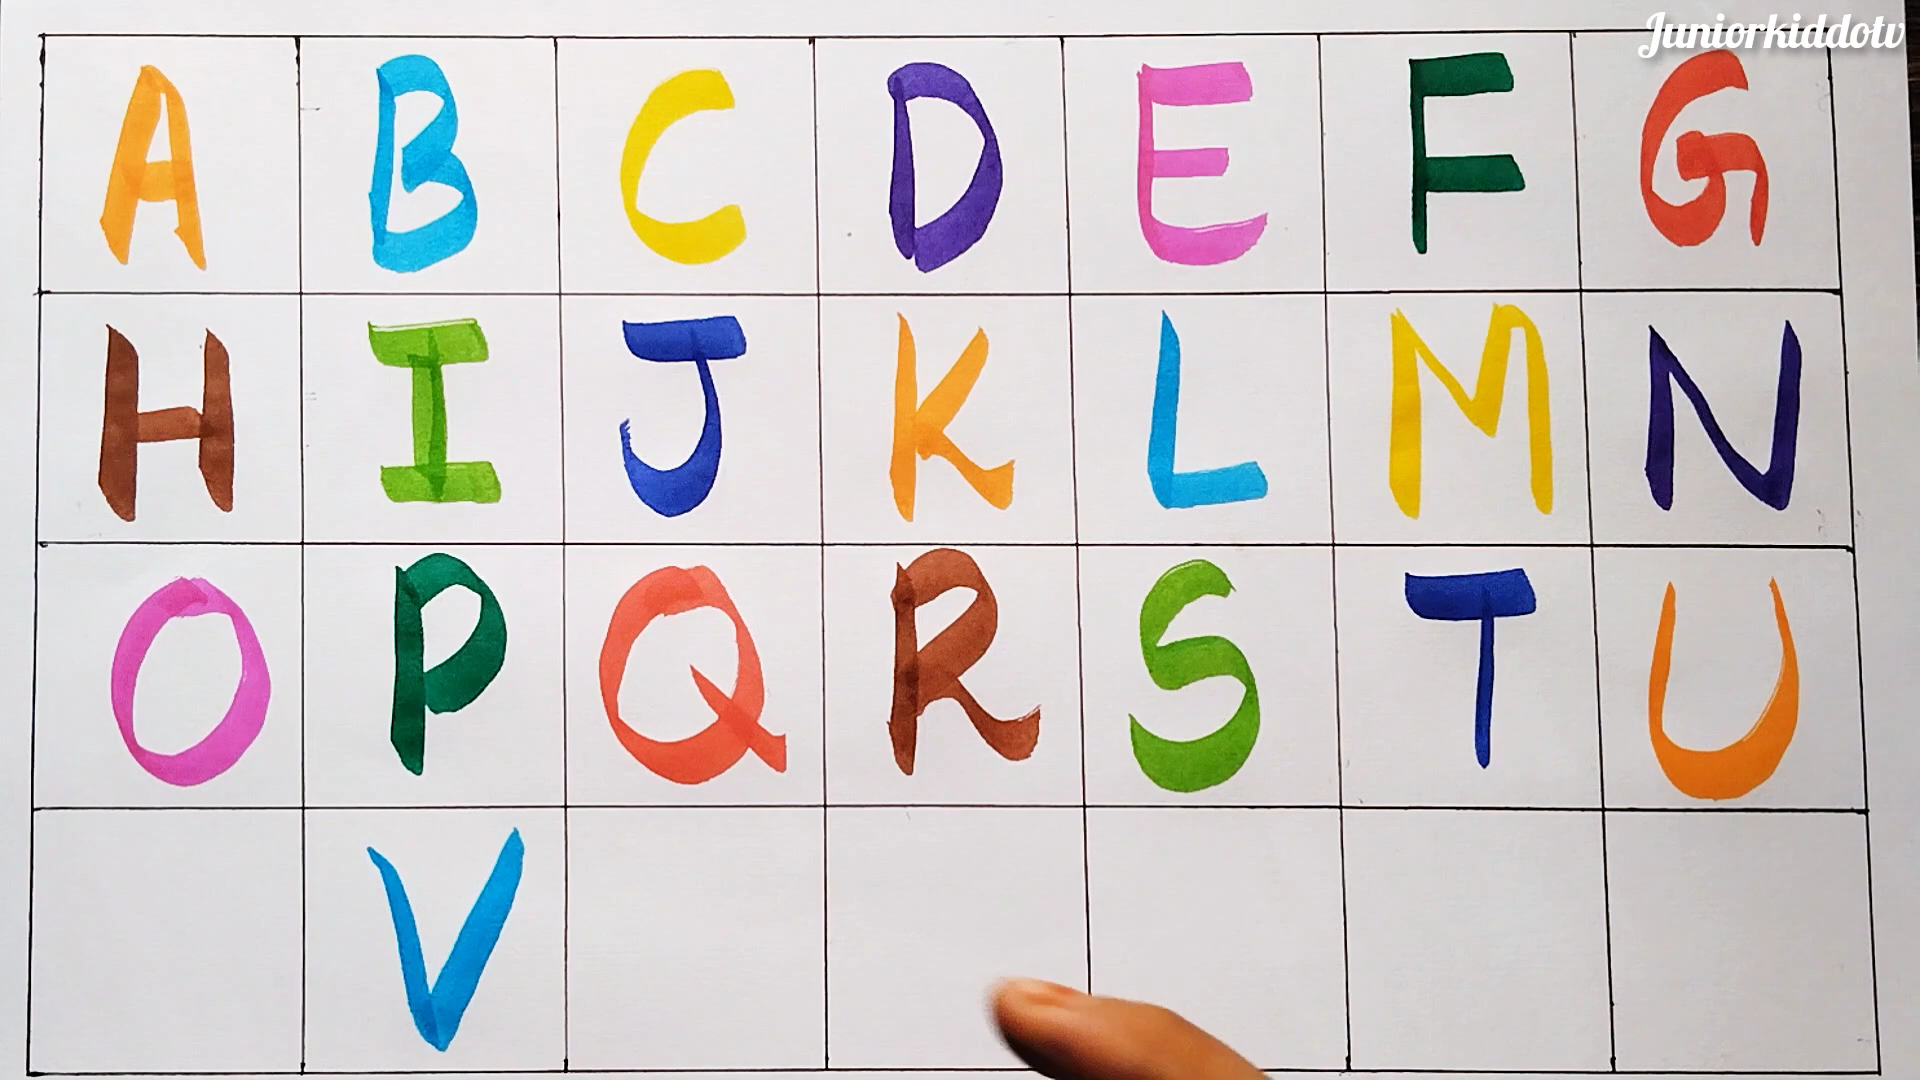 Juniorkiddotv
A B C D E F G
H I J K L M N
O P Q R S T U
V